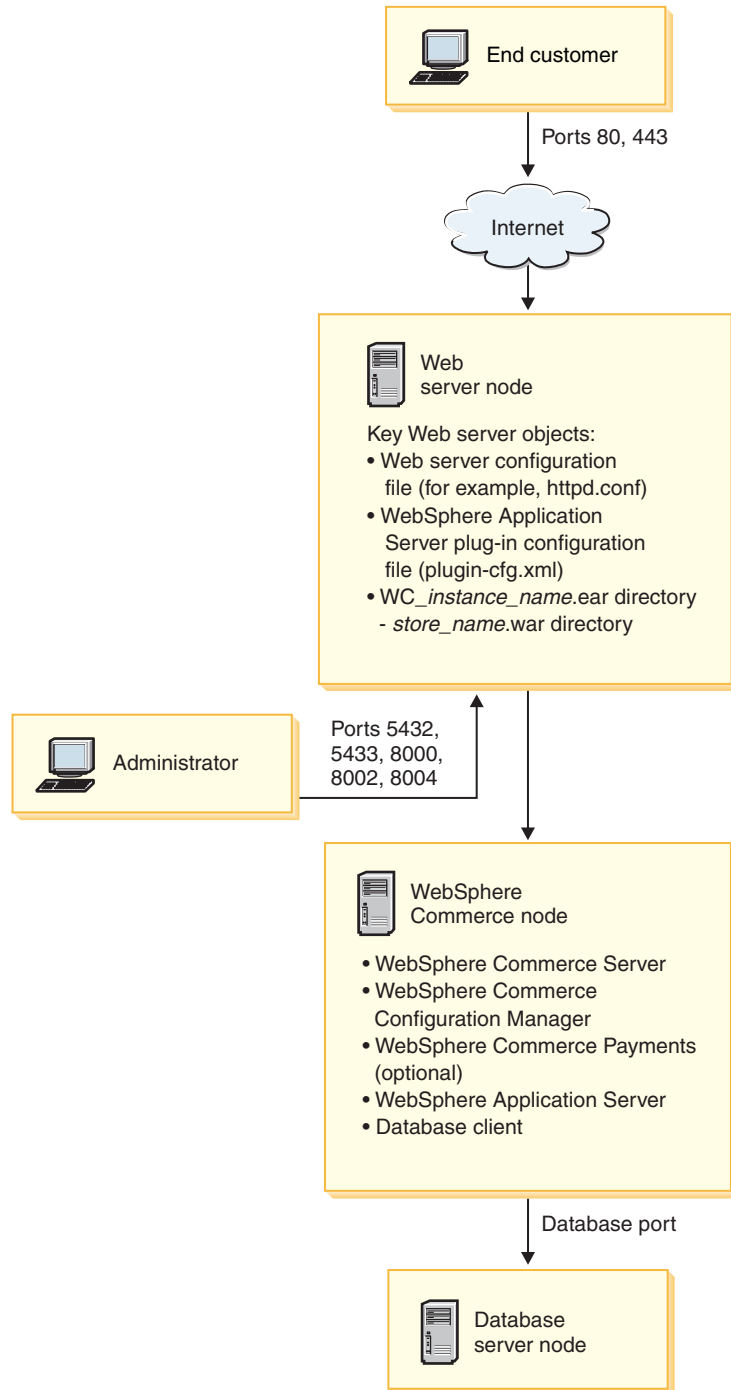 End customer
Ports 80, 443
Internet
Web
server node
Key Web server objects:
• Web server configuration
file (for example, httpd.conf)
• WebSphere Application
Server plug-in configuration
file (plugin-cfg.xml)
• WC_instance_name.ear directory
- store_name.war directory
Administrator
Ports 5432,
5433, 8000,
8002, 8004
WebSphere
Commerce node
• WebSphere Commerce Server
• WebSphere Commerce
Configuration Manager
• WebSphere Commerce Payments
(optional)
• WebSphere Application Server
• Database client
Database port
Database
server node